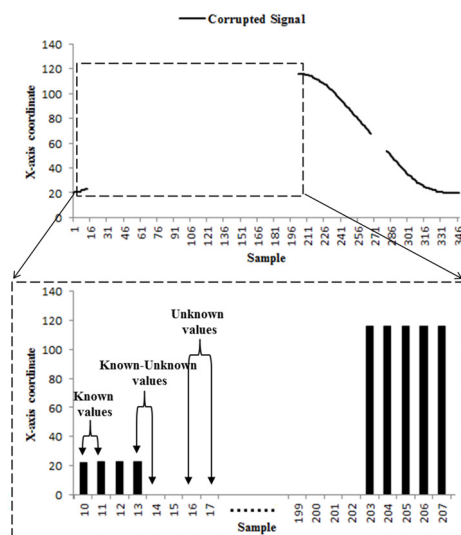 Corrupted Signal
140
120
100
80
60
40
20
0
X-axis coordinate
1 16 31 46 61 76 91 106 121 136 151 166 181 196 211 226 241 256 271 286 301 316 331 346
Sample
140
120
100
80
60
40
20
0
X-axis coordinate
Unknown
values
Known-Unknown
values
Known
values
10 11 12 13 14 15 16 17 ....... 199 200 201 202 203 204 205 206 207
Sample